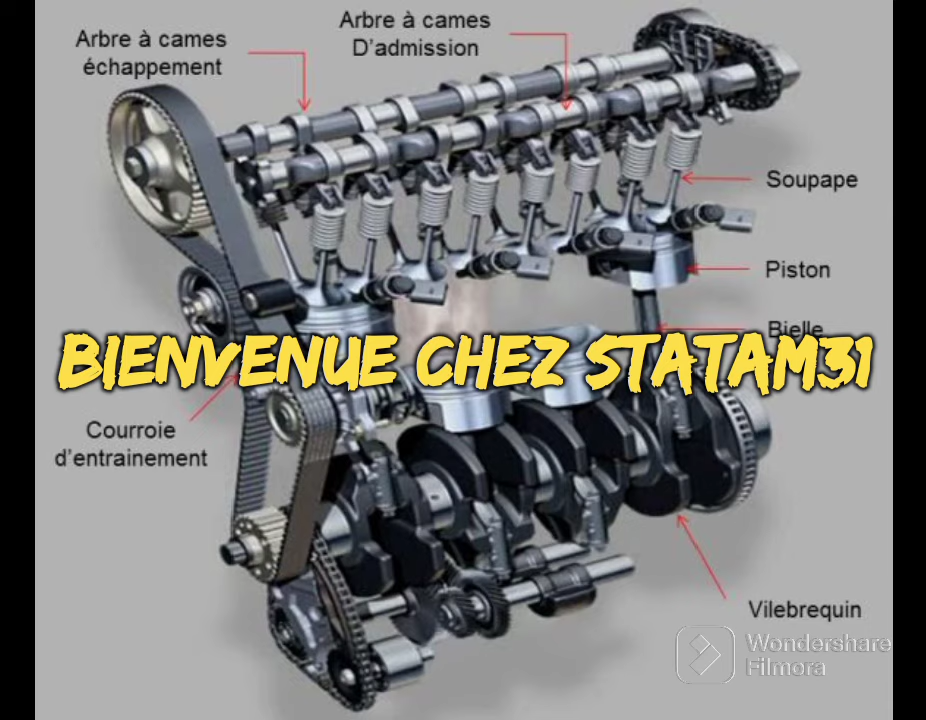 Arbre à cames
échappement
Arbre à cames
D'admission
Soupape
Piston
Bielle
BIENVENUE CHEZ STATAM31
Courroie
d'entrainement
Vilebrequin
Wondershare
Filmora